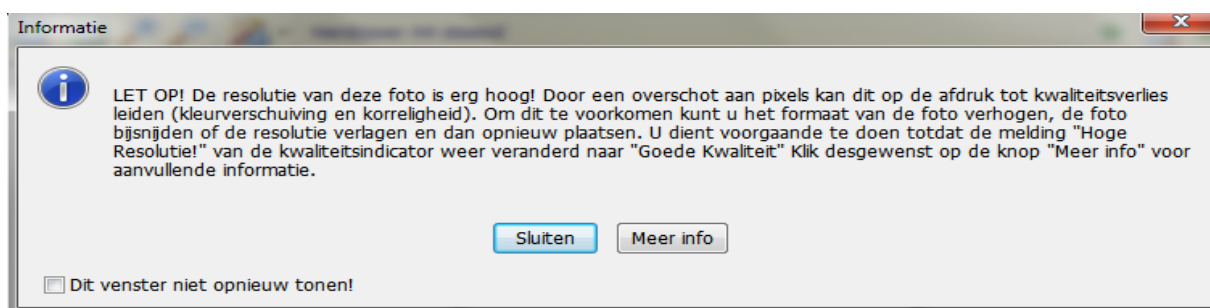 Informatie
LET OP! De resolutie van deze foto is erg hoog! Door een overschot aan pixels kan dit op de afdruk tot kwaliteitsverlies
leiden (kleurverschuiving en korreligheid). Om dit te voorkomen kunt u het formaat van de foto verhogen, de foto
bijsnijden of de resolutie verlagen en dan opnieuw plaatsen. U dient voorgaande te doen totdat de melding "Hoge
Resolutie!" van de kwaliteitsindicator weer veranderd naar "Goede Kwaliteit" Klik desgewenst op de knop "Meer info" voor
aanvullende informatie.
Sluiten Meer info
Dit venster niet opnieuw tonen!